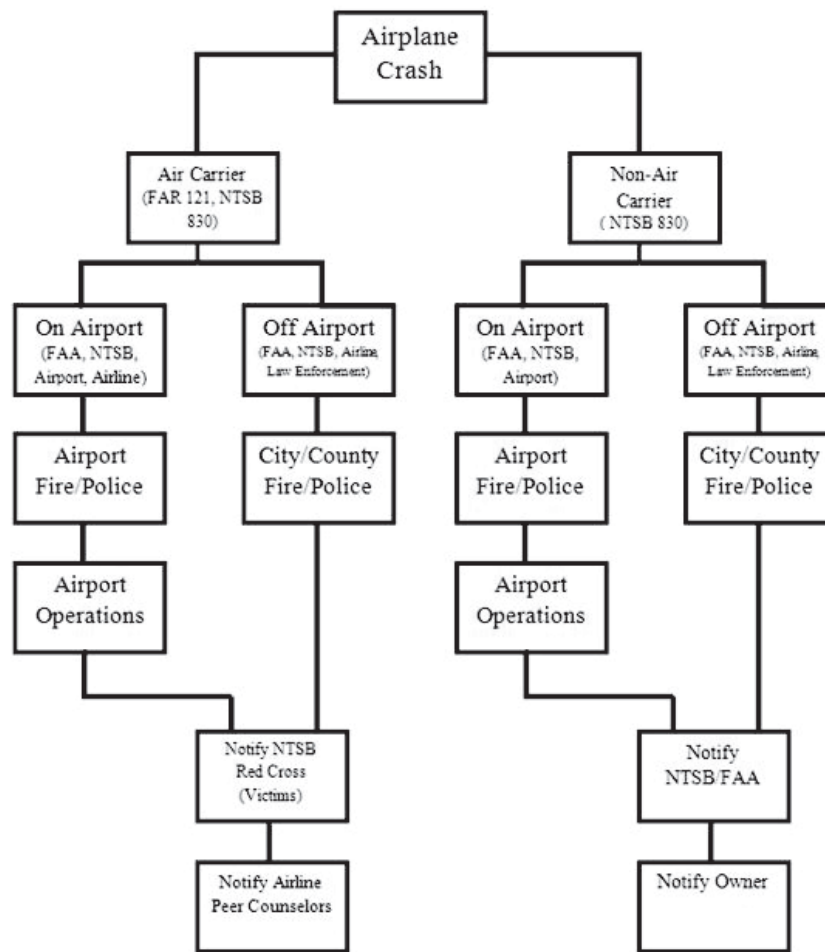 Airplane
Crash
Air Carrier
(FAR 121, NTSB
830)
Non-Air
Carrier
( NTSB 830)
On Airport
(FAA, NTSB,
Airport, Airline)
Off Airport
(FAA, NTSB, Airline,
Law Enforcement)
On Airport
(FAA, NTSB,
Airport)
Off Airport
(FAA, NTSB, Airline,
Law Enforcement)
Airport
Fire/Police
City/County
Fire/Police
Airport
Fire/Police
City/County
Fire/Police
Airport
Operations
Airport
Operations
Notify NTSB
Red Cross
(Victims)
Notify
NTSB/FAA
Notify Airline
Peer Counselors
Notify Owner